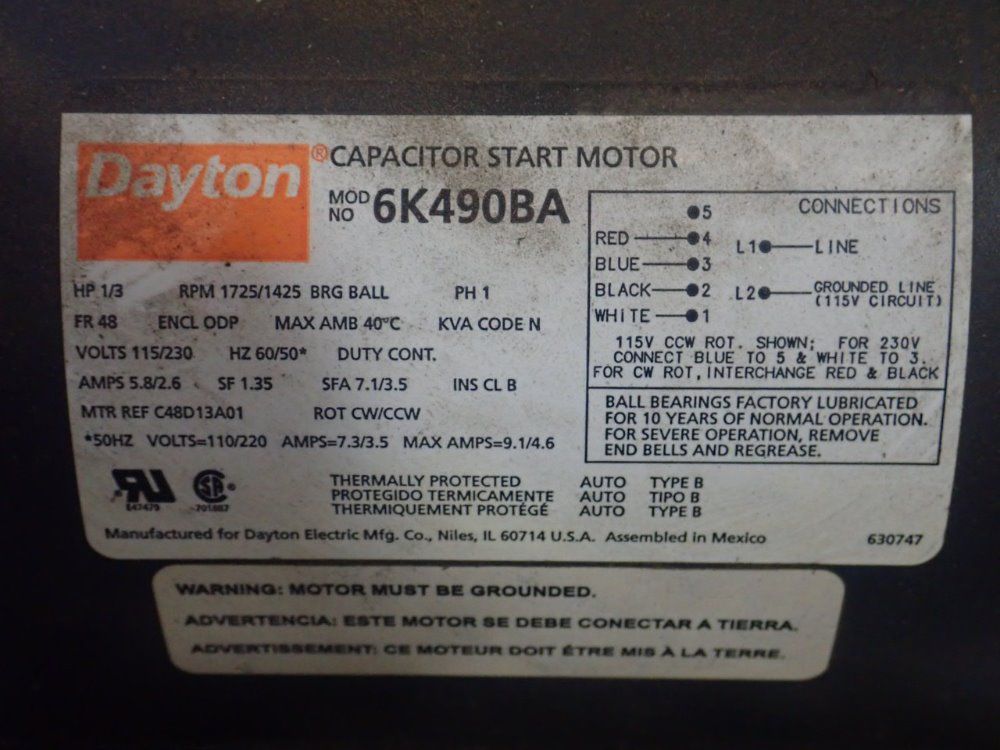 Dayton® CAPACITOR START MOTOR
MOD NO 6K490BA
HP 1/3 RPM 1725/1425 BRG BALL PH 1
FR 48 ENCL ODP MAX AMB 40°C KVA CODE N
VOLTS 115/230 HZ 60/50* DUTY CONT.
AMPS 5.8/2.6 SF 1.35 SFA 7.1/3.5 INS CL B
MTR REF C48D13A01 ROT CW/CCW
*50HZ VOLTS=110/220 AMPS=7.3/3.5 MAX AMPS=9.1/4.6
CONNECTIONS
5
RED 4 L1 LINE
BLUE 3
BLACK 2 L2 GROUNDED LINE
(115V CIRCUIT)
WHITE 1
115V CCW ROT. SHOWN; FOR 230V
CONNECT BLUE TO 5 & WHITE TO 3.
FOR CW ROT, INTERCHANGE RED & BLACK
BALL BEARINGS FACTORY LUBRICATED
FOR 10 YEARS OF NORMAL OPERATION.
FOR SEVERE OPERATION, REMOVE
END BELLS AND REGREASE.
THERMALLY PROTECTED AUTO TYPE B
PROTEGIDO TERMICAMENTE AUTO TIPO B
THERMIQUEMENT PROTÉGÉ AUTO TYPE B
E47479
Manufactured for Dayton Electric Mfg. Co., Niles, IL 60714 U.S.A. Assembled in Mexico 630747
WARNING: MOTOR MUST BE GROUNDED.
ADVERTENCIA: ESTE MOTOR SE DEBE CONECTAR A TIERRA.
AVERTISSEMENT: CE MOTEUR DOIT ÊTRE MIS À LA TERRE.